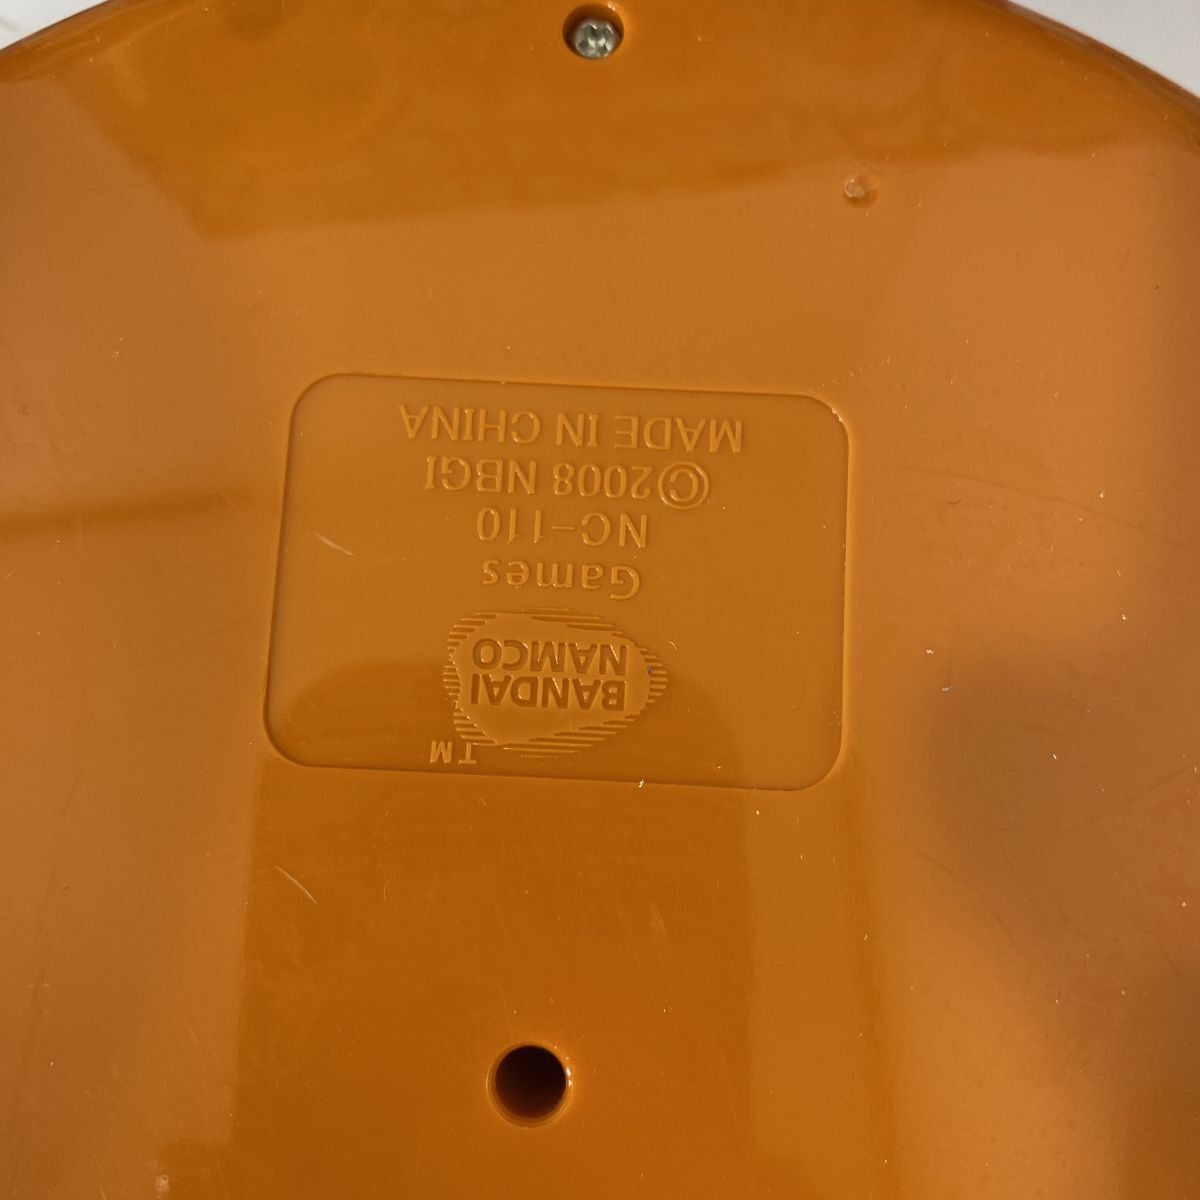 BANDAI
NAMCO
TM
Games
NC-110
©2008 NBGI
MADE IN CHINA